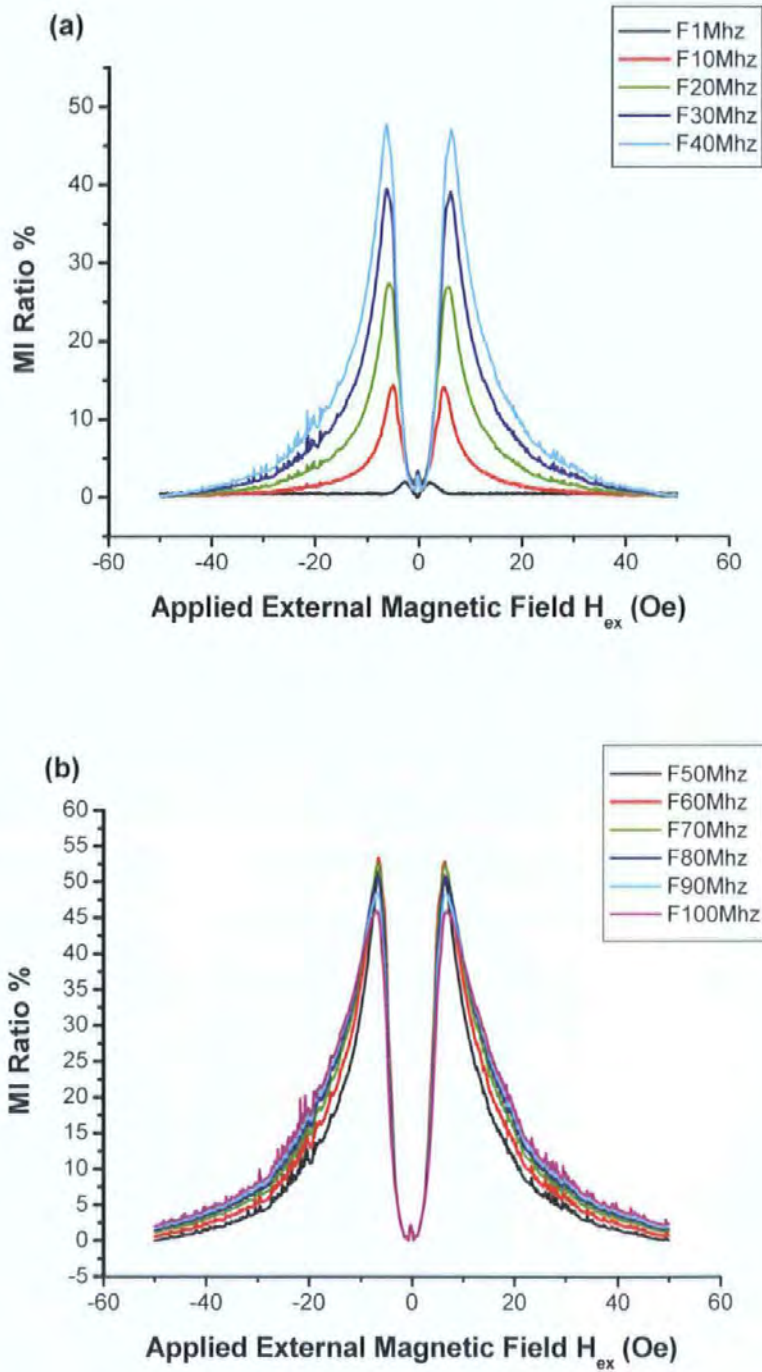 (a)
F1Mhz
F10Mhz
F20Mhz
F30Mhz
F40Mhz
50
40
30
20
10
0
MI Ratio %
-60 -40 -20 0 20 40 60
Applied External Magnetic Field Hex (Oe)
(b)
F50Mhz
F60Mhz
F70Mhz
F80Mhz
F90Mhz
F100Mhz
60
55
50
45
40
35
30
25
20
15
10
5
0
-5
MI Ratio %
-60 -40 -20 0 20 40 60
Applied External Magnetic Field Hex (Oe)